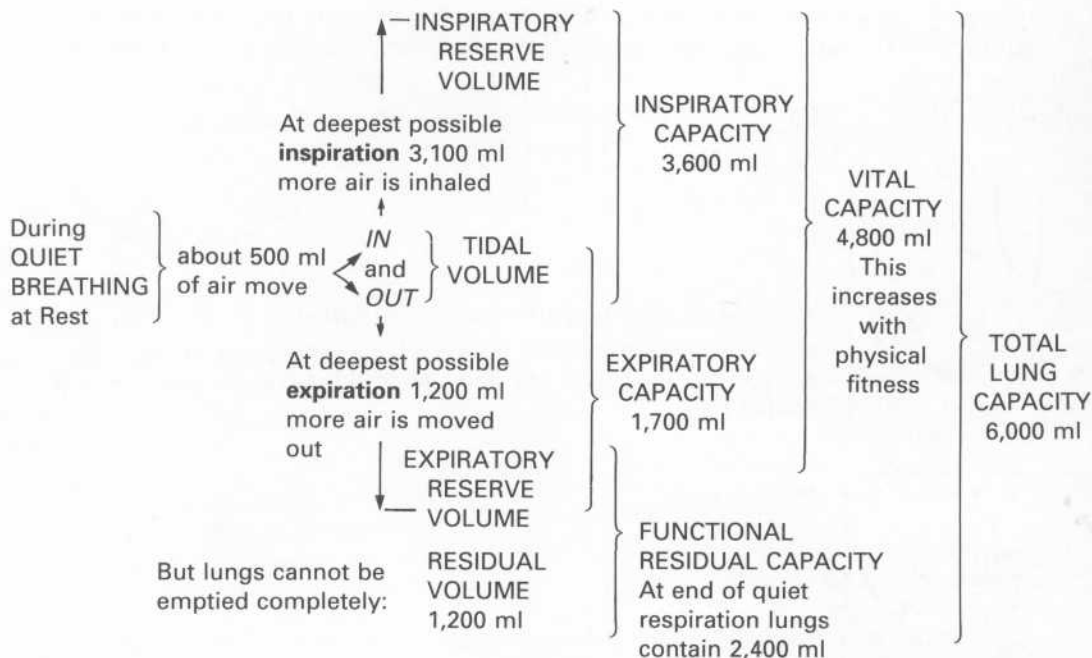 INSPIRATORY
RESERVE
VOLUME
At deepest possible
inspiration 3,100 ml
more air is inhaled
INSPIRATORY
CAPACITY
3,600 ml
During
QUIET
BREATHING
at Rest
about 500 ml
of air move
IN
and
OUT
TIDAL
VOLUME
VITAL
CAPACITY
4,800 ml
This
increases
with
physical
fitness
At deepest possible
expiration 1,200 ml
more air is moved
out
EXPIRATORY
CAPACITY
1,700 ml
TOTAL
LUNG
CAPACITY
6,000 ml
EXPIRATORY
RESERVE
VOLUME
But lungs cannot be
emptied completely:
RESIDUAL
VOLUME
1,200 ml
FUNCTIONAL
RESIDUAL CAPACITY
At end of quiet
respiration lungs
contain 2,400 ml